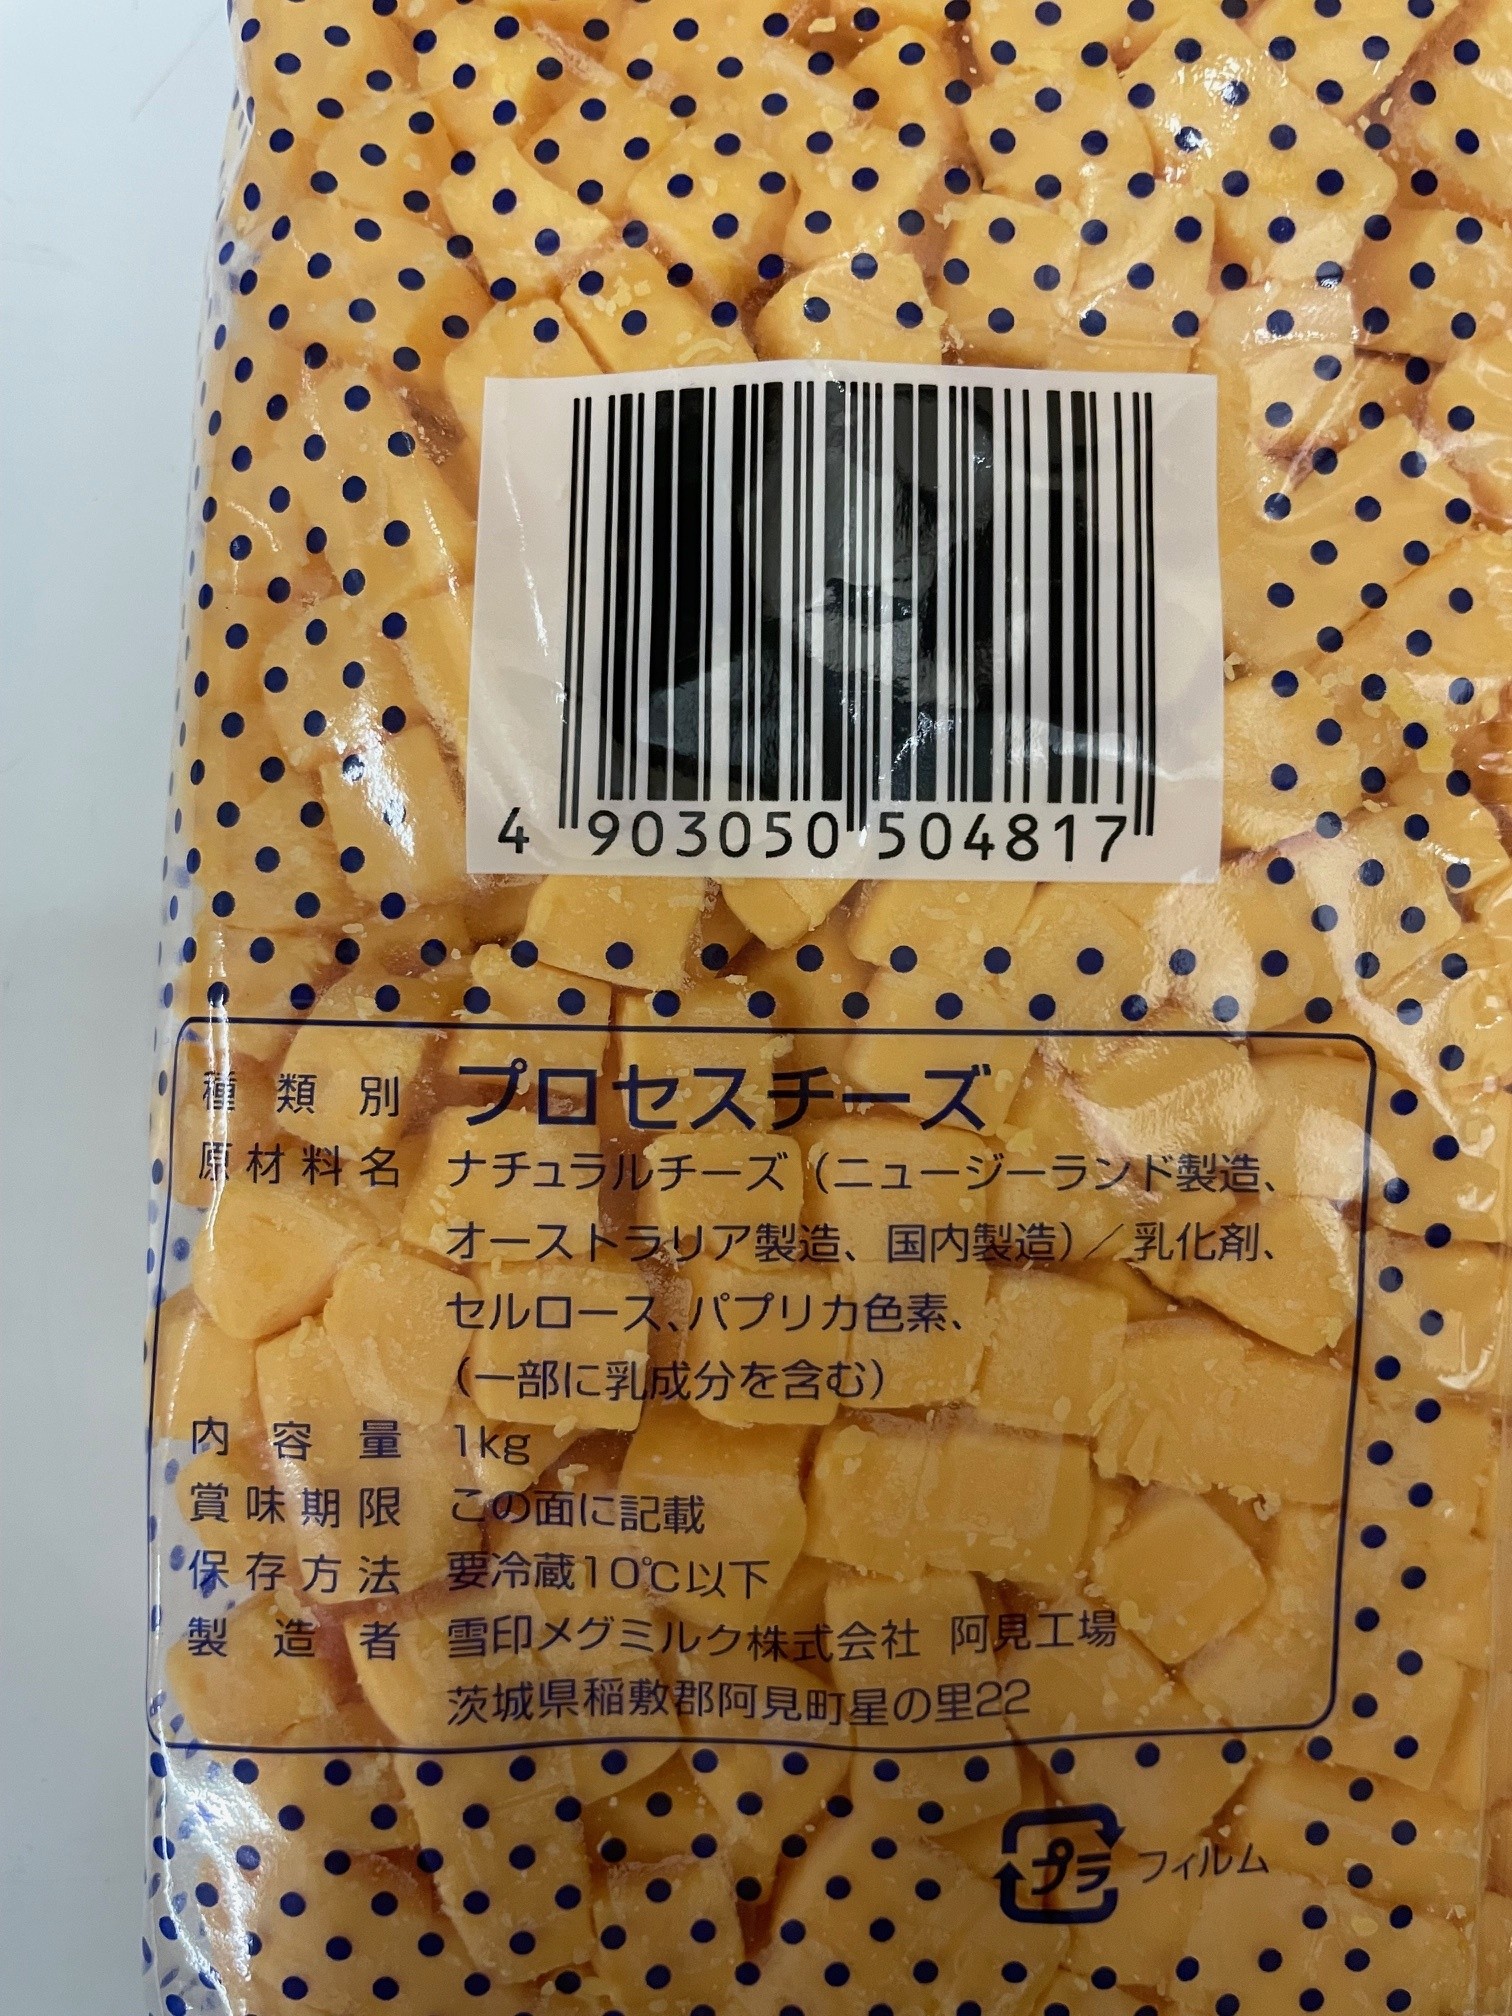 4 903050 504817
種類別 プロセスチーズ
原材料名 ナチュラルチーズ（ニュージーランド製造、
オーストラリア製造、国内製造）／乳化剤、
セルロース、パプリカ色素、
（一部に乳成分を含む）
内容量 1kg
賞味期限 この面に記載
保存方法 要冷蔵10℃以下
製造者 雪印メグミルク株式会社 阿見工場
茨城県稲敷郡阿見町星の里22
プラ フィルム